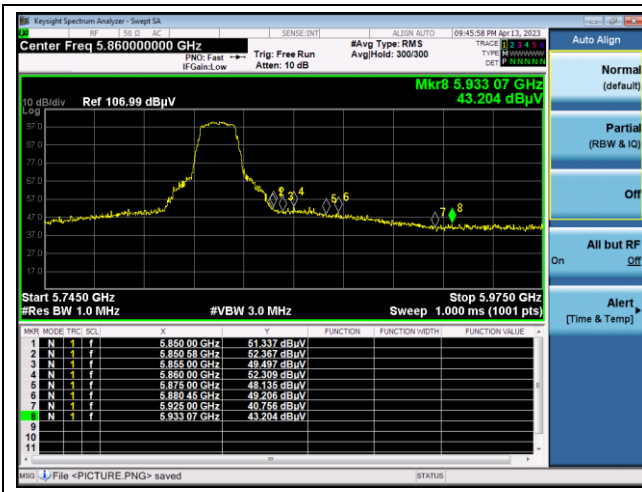 Keysight Spectrum Analyzer - Swept SA
RF 50 Ω AC SENSE:INT ALIGN AUTO 09:45:58 PM Apr 13, 2023
Center Freq 5.860000000 GHz
PNO: Fast
IFGain:Low
Trig: Free Run
Atten: 10 dB
#Avg Type: RMS
Avg|Hold: 300/300
TRACE 1 2 3 4 5 6
TYPE M W W W W W
DET P N N N N N
Mkr8 5.933 07 GHz
43.204 dBµV
10 dB/div Ref 106.99 dBµV
Log
97.0
87.0
77.0
67.0
57.0
47.0
37.0
27.0
17.0
2 3 4 5 6 7 8
Start 5.7450 GHz Stop 5.9750 GHz
#Res BW 1.0 MHz #VBW 3.0 MHz Sweep 1.000 ms (1001 pts)
MKR MODE TRC SCL X Y FUNCTION FUNCTION WIDTH FUNCTION VALUE
1 N 1 f 5.850 00 GHz 51.337 dBµV
2 N 1 f 5.850 58 GHz 52.367 dBµV
3 N 1 f 5.855 00 GHz 49.497 dBµV
4 N 1 f 5.860 00 GHz 52.309 dBµV
5 N 1 f 5.875 00 GHz 48.135 dBµV
6 N 1 f 5.880 45 GHz 49.206 dBµV
7 N 1 f 5.925 00 GHz 40.756 dBµV
8 N 1 f 5.933 07 GHz 43.204 dBµV
9
10
11
MSG File <PICTURE.PNG> saved STATUS
Auto Align
Normal
(default)
Partial
(RBW & IQ)
Off
All but RF
On Off
Alert
[Time & Temp]